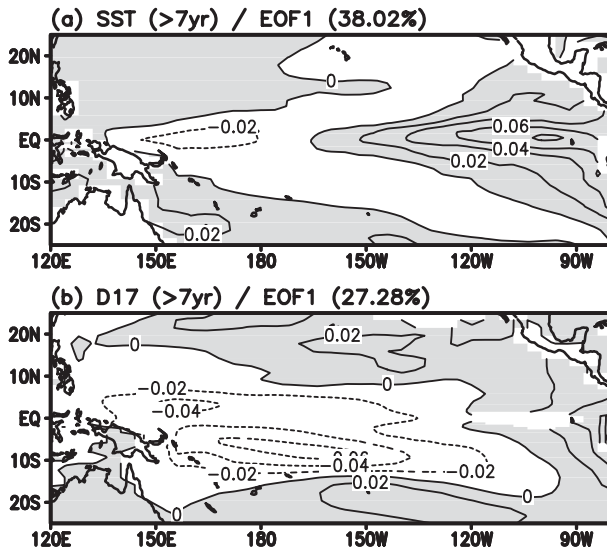 (a) SST (>7yr) / EOF1 (38.02%)
20N
0
10N
0.02
0.06
EQ
0.04
0.02
10S
0.02
20S
120E 150E 180 150W 120W 90W
(b) D17 (>7yr) / EOF1 (27.28%)
20N
0
0.02
10N
0
-0.02
-0.04
EQ
10S
0.04
-0.02
-0.02
0.02
0
20S
0
120E 150E 180 150W 120W 90W